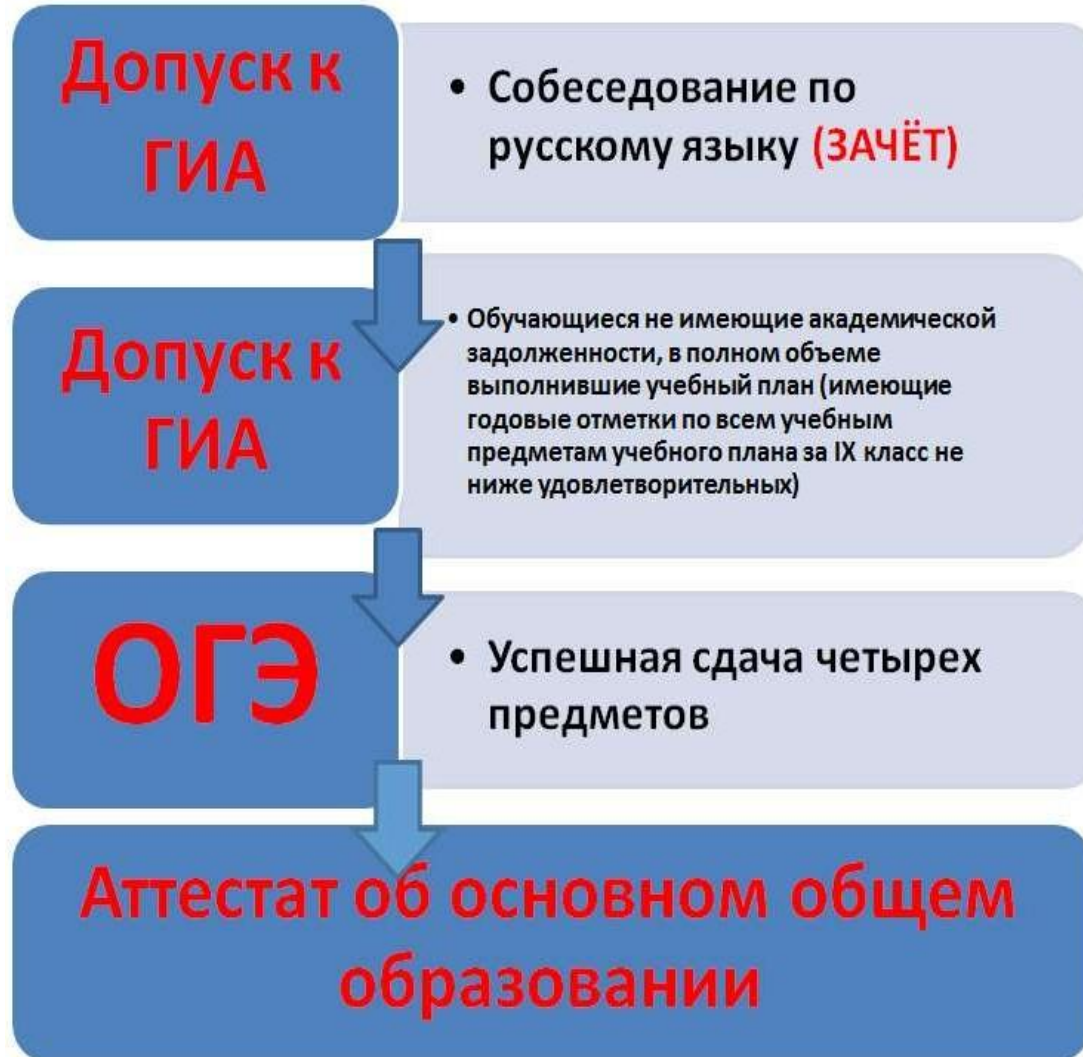 Допуск к
ГИА
• Собеседование по
русскому языку (ЗАЧЁТ)
Допуск к
ГИА
• Обучающиеся не имеющие академической
задолженности, в полном объеме
выполнившие учебный план (имеющие
годовые отметки по всем учебным
предметам учебного плана за IX класс не
ниже удовлетворительных)
ОГЭ
• Успешная сдача четырех
предметов
Аттестат об основном общем
образовании